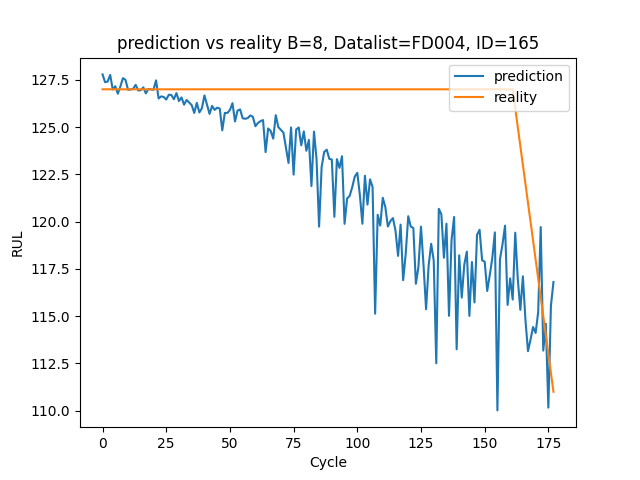 prediction vs reality B=8, Datalist=FD004, ID=165
prediction
reality
RUL
127.5
125.0
122.5
120.0
117.5
115.0
112.5
110.0
0 25 50 75 100 125 150 175
Cycle